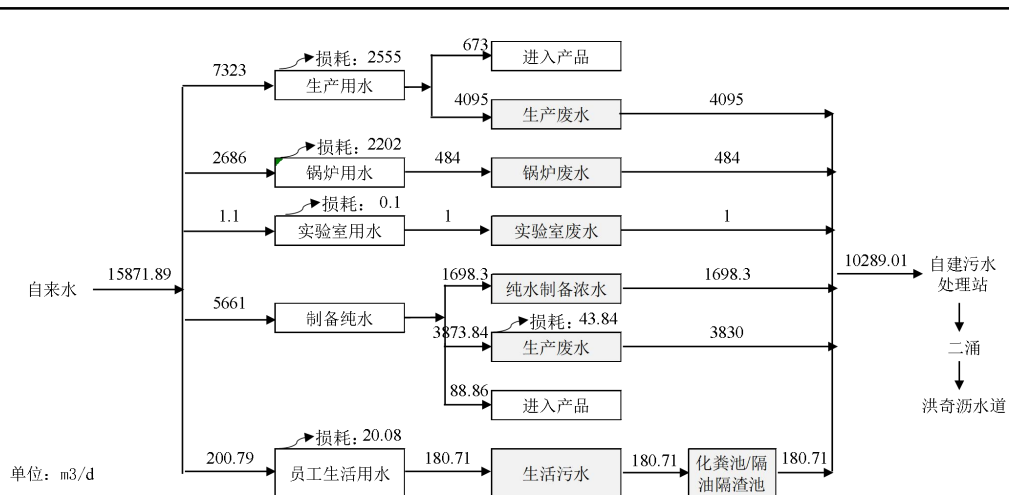 损耗：2555
7323
生产用水
673
进入产品
4095
生产废水
4095
损耗：2202
2686
锅炉用水
484
锅炉废水
484
损耗： 0.1
1.1
实验室用水
1
实验室废水
1
自来水
15871.89
5661
制备纯水
1698.3
纯水制备浓水
1698.3
损耗：43.84
3873.84
生产废水
3830
88.86
进入产品
10289.01
自建污水
处理站
二涌
洪奇沥水道
损耗：20.08
200.79
员工生活用水
180.71
生活污水
180.71
化粪池/隔
油隔渣池
180.71
单位：m3/d